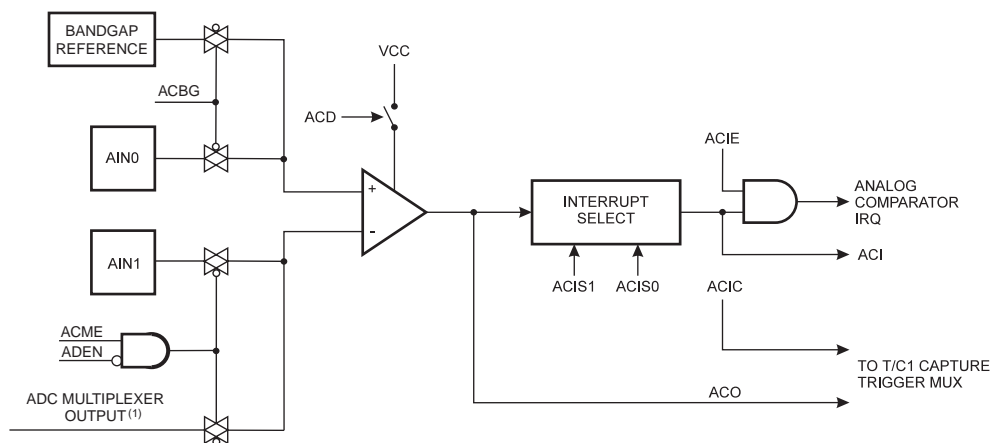 BANDGAP
REFERENCE
VCC
ACBG
ACD
ACIE
AIN0
+
-
INTERRUPT
SELECT
ANALOG
COMPARATOR
IRQ
AIN1
ACI
ACIS1
ACIS0
ACIC
ACME
ADEN
TO T/C1 CAPTURE
TRIGGER MUX
ADC MULTIPLEXER
OUTPUT(1)
ACO